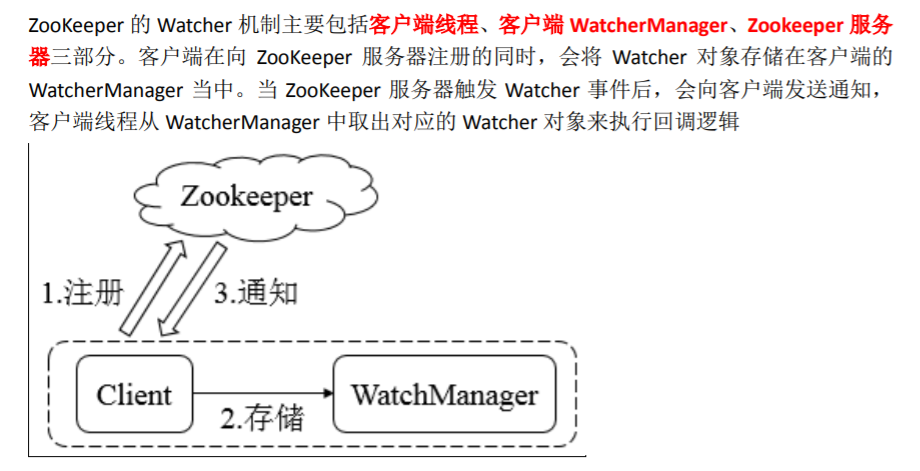 ZooKeeper 的 Watcher 机制主要包括客户端线程、客户端 WatcherManager、Zookeeper 服务
器三部分。客户端在向 ZooKeeper 服务器注册的同时，会将 Watcher 对象存储在客户端的
WatcherManager 当中。当 ZooKeeper 服务器触发 Watcher 事件后，会向客户端发送通知，
客户端线程从 WatcherManager 中取出对应的 Watcher 对象来执行回调逻辑
Zookeeper
1.注册
3.通知
Client
2.存储
WatchManager